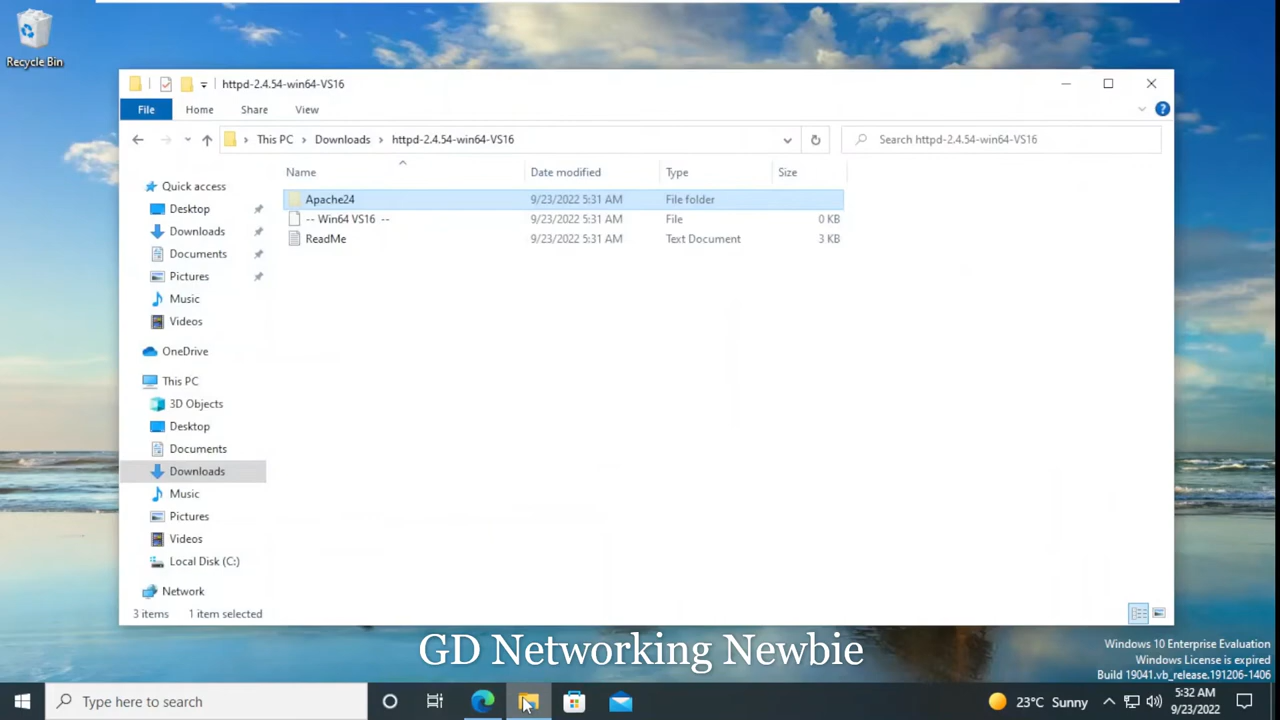 Recycle Bin
httpd-2.4.54-win64-VS16
File Home Share View
This PC Downloads httpd-2.4.54-win64-VS16
Search httpd-2.4.54-win64-VS16
Name Date modified Type Size
Apache24 9/23/2022 5:31 AM File folder
-- Win64 VS16 -- 9/23/2022 5:31 AM File 0 KB
ReadMe 9/23/2022 5:31 AM Text Document 3 KB
Quick access
Desktop
Downloads
Documents
Pictures
Music
Videos
OneDrive
This PC
3D Objects
Desktop
Documents
Downloads
Music
Pictures
Videos
Local Disk (C:)
Network
3 items 1 item selected
GD Networking Newbie
Windows 10 Enterprise Evaluation
Windows License is expired
Build 19041.vb_release.191206-1406
Type here to search
23°C Sunny
5:32 AM
9/23/2022